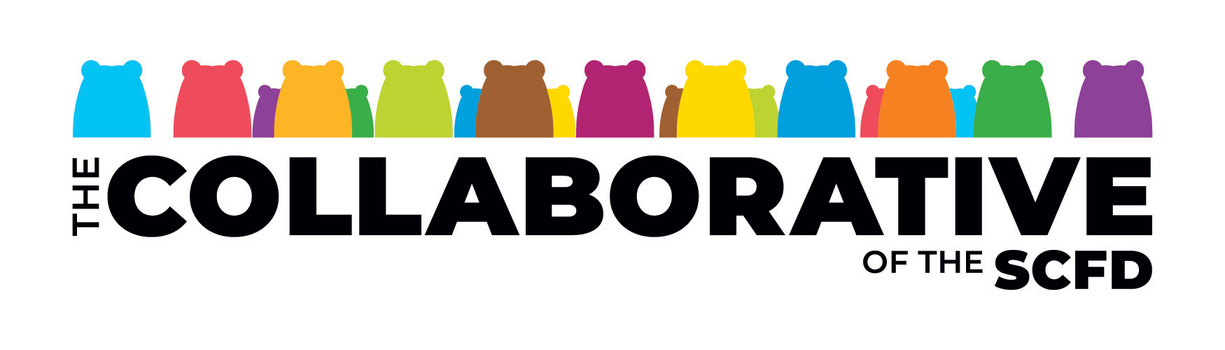 THE COLLABORATIVE
OF THE SCFD